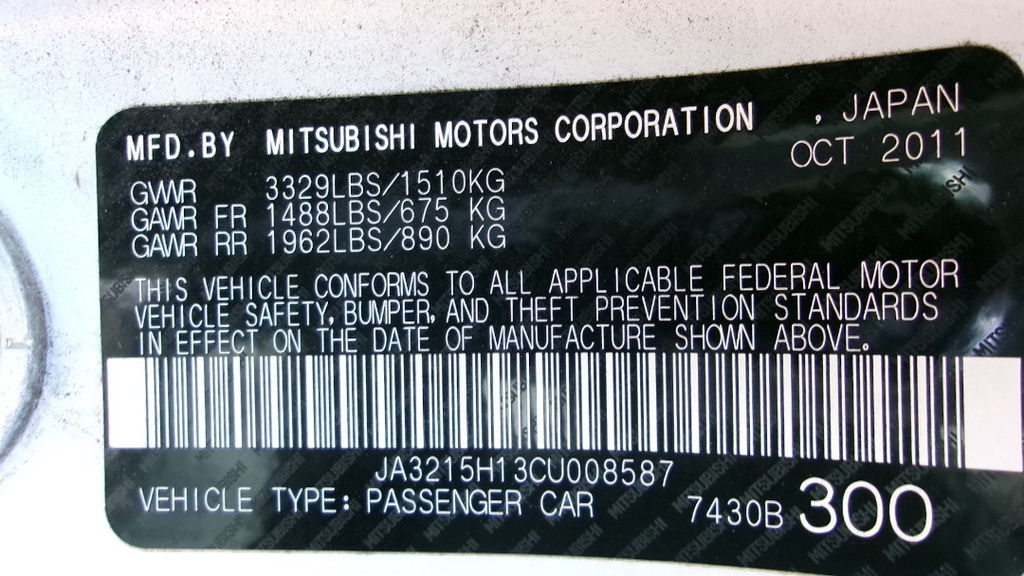 MFD.BY MITSUBISHI MOTORS CORPORATION , JAPAN
OCT 2011
GVWR 3329LBS/1510KG
GAWR FR 1488LBS/675 KG
GAWR RR 1962LBS/890 KG
THIS VEHICLE CONFORMS TO ALL APPLICABLE FEDERAL MOTOR
VEHICLE SAFETY, BUMPER, AND THEFT PREVENTION STANDARDS
IN EFFECT ON THE DATE OF MANUFACTURE SHOWN ABOVE.
JA3215H13CU008587
VEHICLE TYPE: PASSENGER CAR 7430B 300